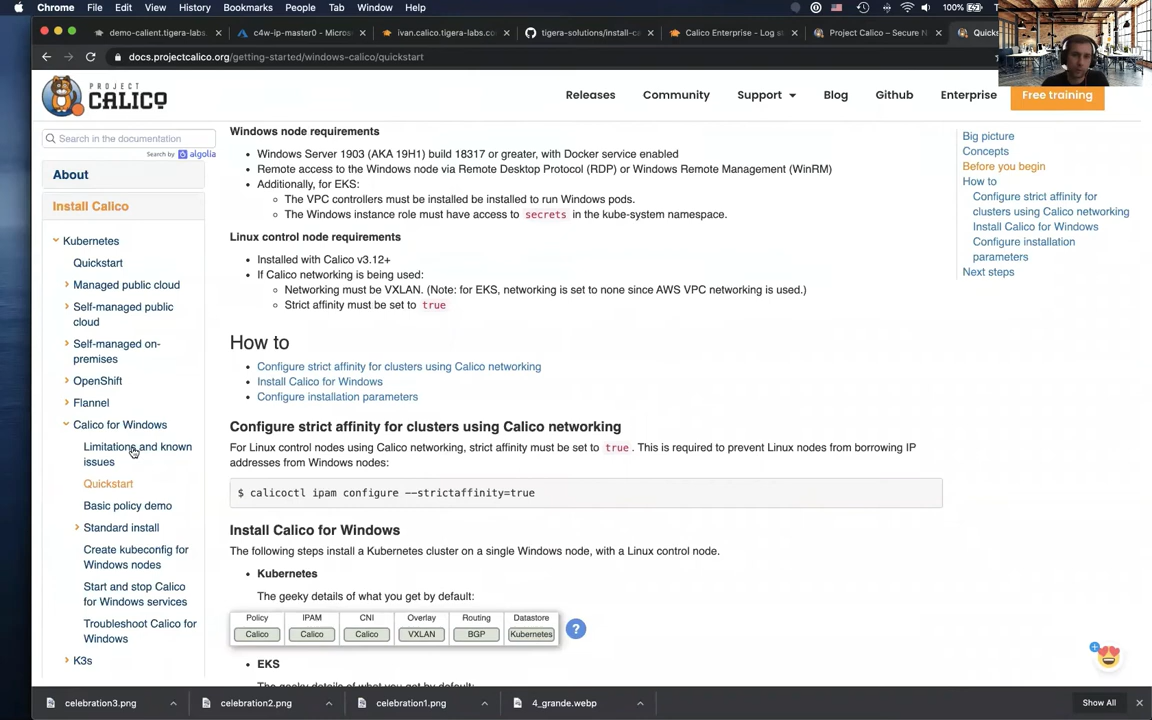 Chrome File Edit View History Bookmarks People Tab Window Help 100%
demo-calient.tigera-labs. c4w-ip-master0 - Micros ivan.calico.tigera-labs.co tigera-solutions/install-ca Calico Enterprise - Log st Project Calico – Secure N Quicks
docs.projectcalico.org/getting-started/windows-calico/quickstart
PROJECT
CALICO
Releases Community Support Blog Github Enterprise Free training
Search in the documentation
Search by algolia
About
Install Calico
Kubernetes
Quickstart
Managed public cloud
Self-managed public
cloud
Self-managed on-
premises
OpenShift
Flannel
Calico for Windows
Limitations and known
issues
Quickstart
Basic policy demo
Standard install
Create kubeconfig for
Windows nodes
Start and stop Calico
for Windows services
Troubleshoot Calico for
Windows
K3s
Windows node requirements
Windows Server 1903 (AKA 19H1) build 18317 or greater, with Docker service enabled
Remote access to the Windows node via Remote Desktop Protocol (RDP) or Windows Remote Management (WinRM)
Additionally, for EKS:
The VPC controllers must be installed be installed to run Windows pods.
The Windows instance role must have access to secrets in the kube-system namespace.
Linux control node requirements
Installed with Calico v3.12+
If Calico networking is being used:
Networking must be VXLAN. (Note: for EKS, networking is set to none since AWS VPC networking is used.)
Strict affinity must be set to true
How to
Configure strict affinity for clusters using Calico networking
Install Calico for Windows
Configure installation parameters
Configure strict affinity for clusters using Calico networking
For Linux control nodes using Calico networking, strict affinity must be set to true . This is required to prevent Linux nodes from borrowing IP
addresses from Windows nodes:
$ calicoctl ipam configure --strictaffinity=true
Install Calico for Windows
The following steps install a Kubernetes cluster on a single Windows node, with a Linux control node.
Kubernetes
The geeky details of what you get by default:
Policy IPAM CNI Overlay Routing Datastore
Calico Calico Calico VXLAN BGP Kubernetes ?
EKS
The geeky details of what you get by default:
Big picture
Concepts
Before you begin
How to
Configure strict affinity for
clusters using Calico networking
Install Calico for Windows
Configure installation
parameters
Next steps
celebration3.png celebration2.png celebration1.png 4_grande.webp Show All